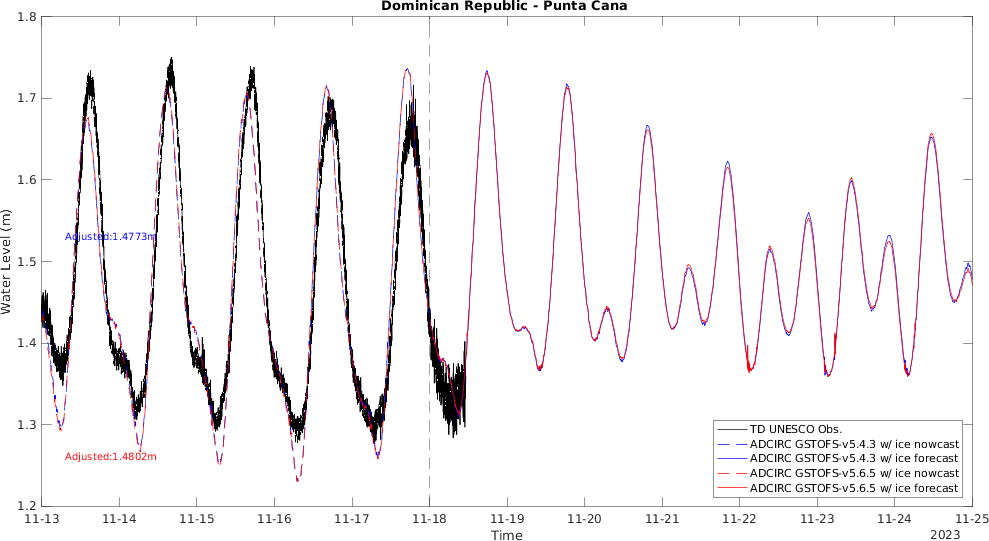 Dominican Republic - Punta Cana
1.8
1.7
1.6
1.5
1.4
1.3
1.2
Water Level (m)
Adjusted:1.4773m
Adjusted:1.4802m
TD UNESCO Obs.
ADCIRC GSTOFS-v5.4.3 w/ ice nowcast
ADCIRC GSTOFS-v5.4.3 w/ ice forecast
ADCIRC GSTOFS-v5.6.5 w/ ice nowcast
ADCIRC GSTOFS-v5.6.5 w/ ice forecast
11-13 11-14 11-15 11-16 11-17 11-18 11-19 11-20 11-21 11-22 11-23 11-24 11-25
Time
2023